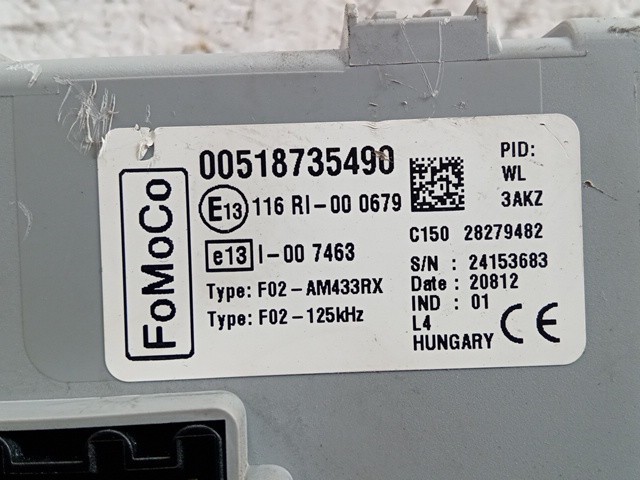 FoMoCo
00518735490
E13 116 RI-00 0679
e13 I-00 7463
Type: F02-AM433RX
Type: F02-125kHz
PID:
WL
3AKZ
C150 28279482
S/N : 24153683
Date : 20812
IND : 01
L4
HUNGARY CE